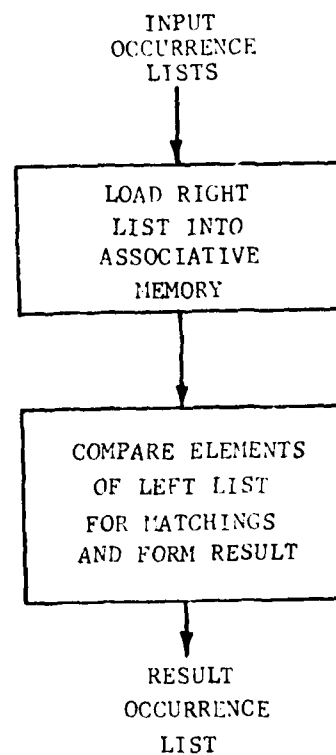 INPUT
OCCURRENCE
LISTS
LOAD RIGHT
LIST INTO
ASSOCIATIVE
MEMORY
COMPARE ELEMENTS
OF LEFT LIST
FOR MATCHINGS
AND FORM RESULT
RESULT
OCCURRENCE
LIST